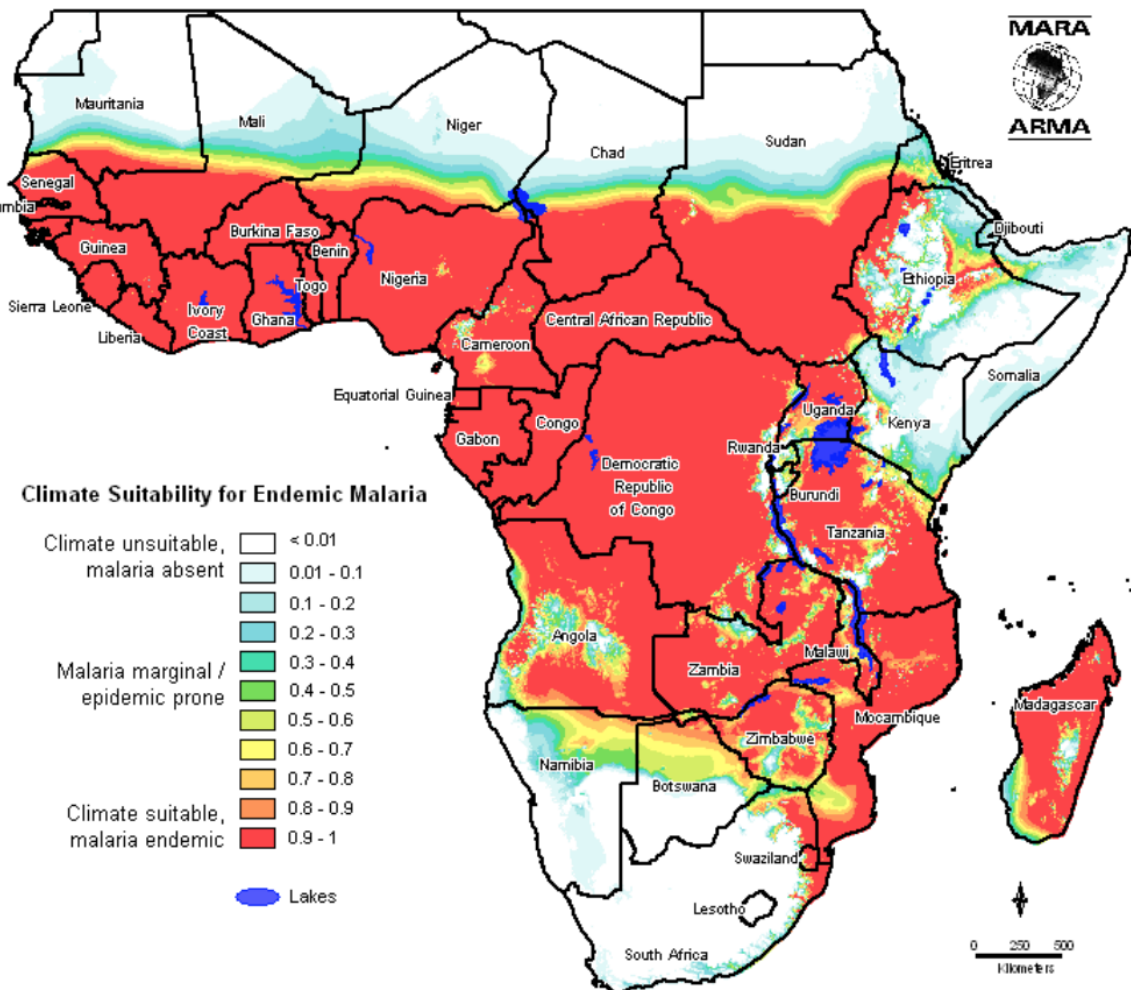 MARA
ARMA
Mauritania
Mali
Niger
Chad
Sudan
Eritrea
Senegal
umbia
Djibouti
Burkina Faso
Guinea
Benin
Nigeria
Togo
Ethiopia
Sierra Leone
Ivory
Coast
Ghana
Liberia
Central African Republic
Cameroon
Somalia
Equatorial Guinea
Uganda
Kenya
Congo
Gabon
Rwanda
Democratic
Republic
of Congo
Burundi
Tanzania
Climate Suitability for Endemic Malaria
Climate unsuitable,
malaria absent
< 0.01
0.01 - 0.1
0.1 - 0.2
0.2 - 0.3
Malaria marginal /
epidemic prone
0.3 - 0.4
0.4 - 0.5
0.5 - 0.6
0.6 - 0.7
0.7 - 0.8
Climate suitable,
malaria endemic
0.8 - 0.9
0.9 - 1
Lakes
Angola
Malawi
Zambia
Mocambique
Madagascar
Zimbabwe
Namibia
Botswana
Swaziland
Lesotho
South Africa
0 250 500
Kilometers